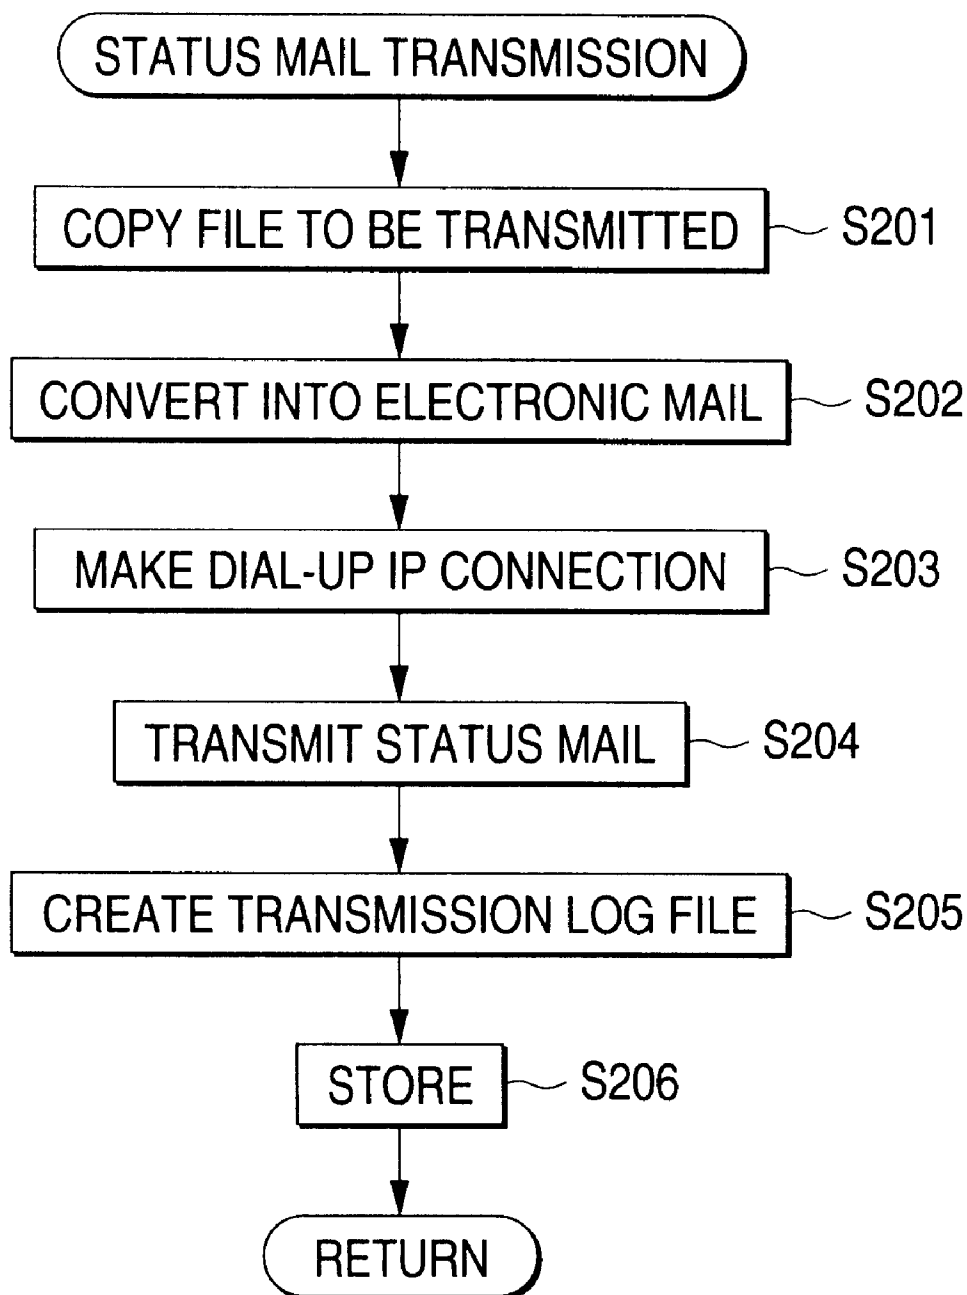 STATUS MAIL TRANSMISSION
COPY FILE TO BE TRANSMITTED S201
CONVERT INTO ELECTRONIC MAIL S202
MAKE DIAL-UP IP CONNECTION S203
TRANSMIT STATUS MAIL S204
CREATE TRANSMISSION LOG FILE S205
STORE S206
RETURN